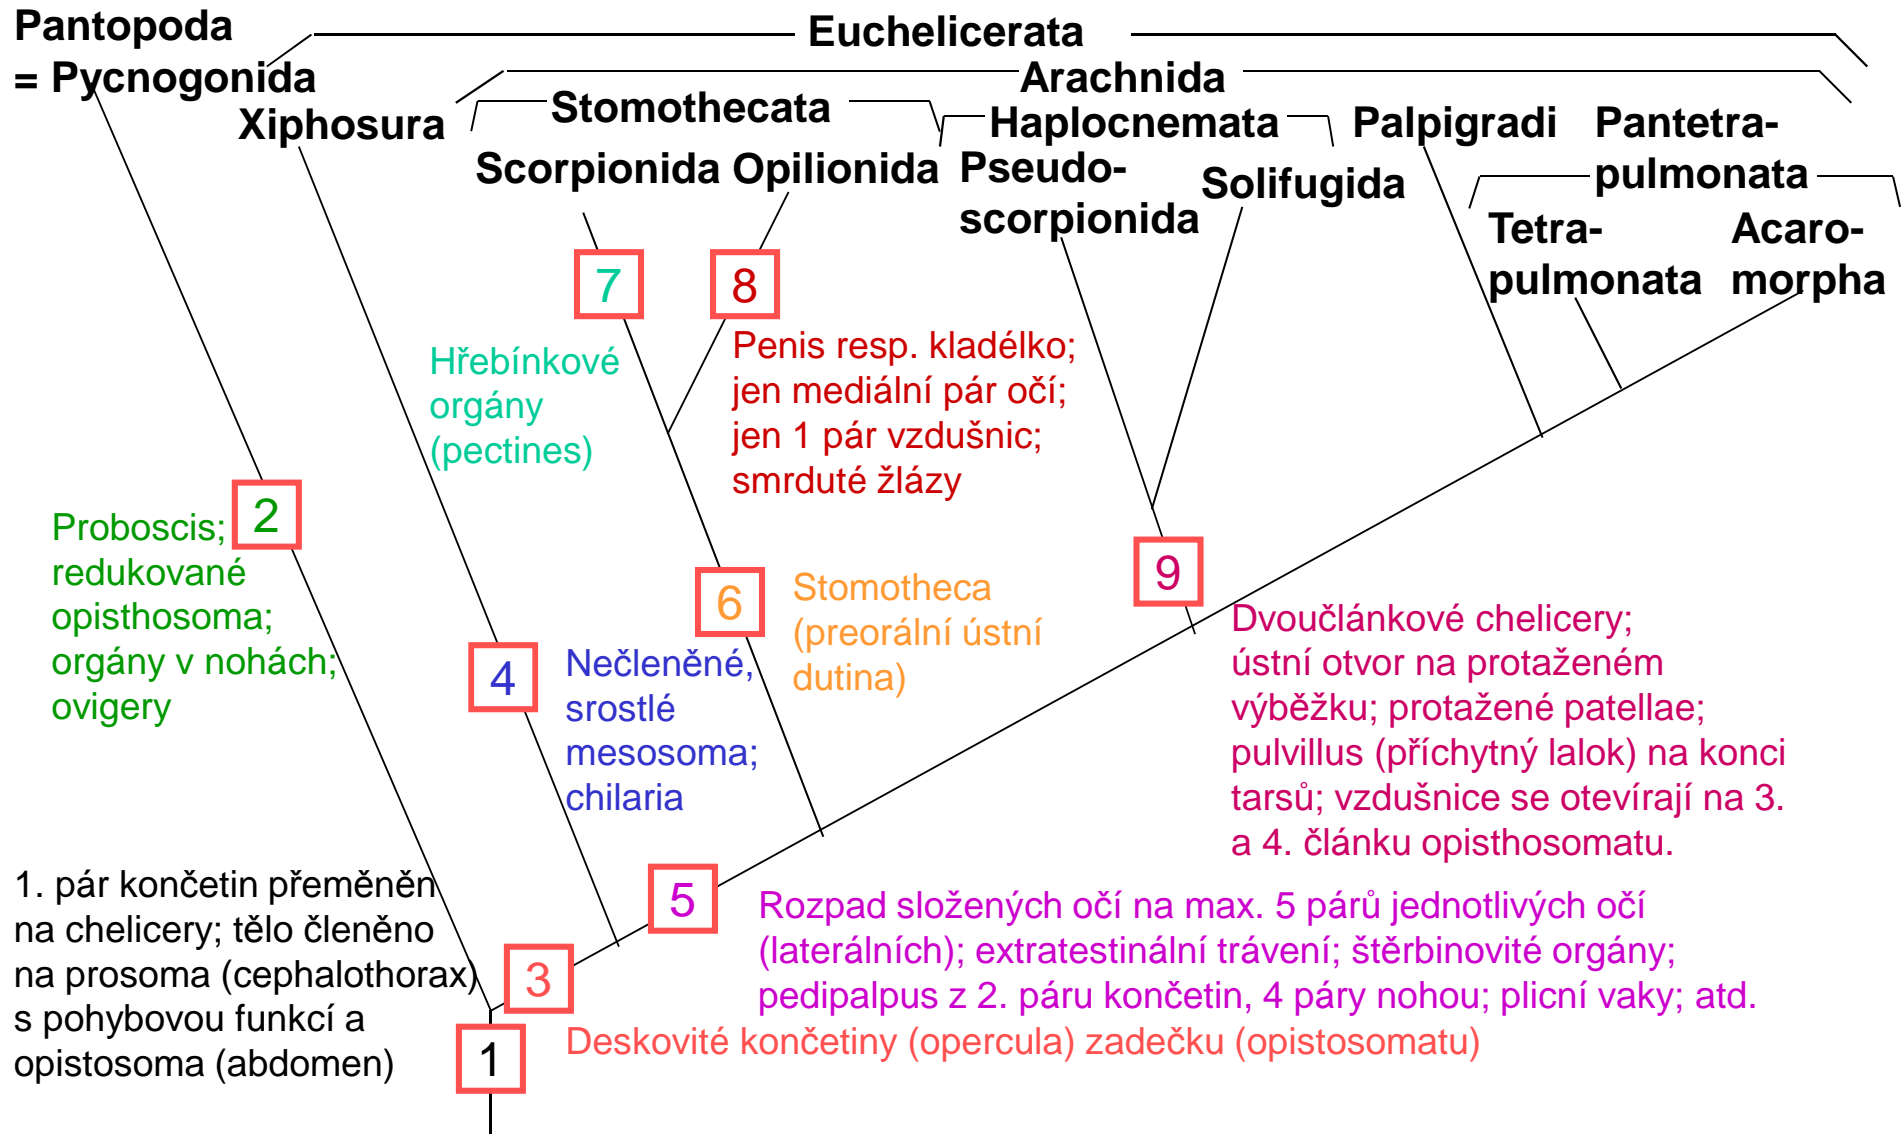 Pantopoda
= Pycnogonida
Euchelicerata
Arachnida
Xiphosura
Stomothecata
Haplocnemata
Palpigradi
Pantetra-
pulmonata
Scorpionida
Opilionida
Pseudo-
scorpionida
Solifugida
Tetra-
pulmonata
Acaro-
morpha
7
8
Hřebínkové
orgány
(pectines)
Penis resp. kladélko;
jen mediální pár očí;
jen 1 pár vzdušnic;
smrduté žlázy
2
Proboscis;
redukované
opisthosoma;
orgány v nohách;
ovigery
4
Nečleněné,
srostlé
mesosoma;
chilaria
6
Stomotheca
(preorální ústní
dutina)
9
Dvoučlánkové chelicery;
ústní otvor na protaženém
výběžku; protažené patellae;
pulvillus (příchytný lalok) na konci
tarsů; vzdušnice se otevírají na 3.
a 4. článku opisthosomatu.
1. pár končetin přeměněn
na chelicery; tělo členěno
na prosoma (cephalothorax)
s pohybovou funkcí a
opistosoma (abdomen)
5
Rozpad složených očí na max. 5 párů jednotlivých očí
(laterálních); extratestinální trávení; štěrbinovité orgány;
pedipalpus z 2. páru končetin, 4 páry nohou; plicní vaky; atd.
3
Deskovité končetiny (opercula) zadečku (opistosomatu)
1